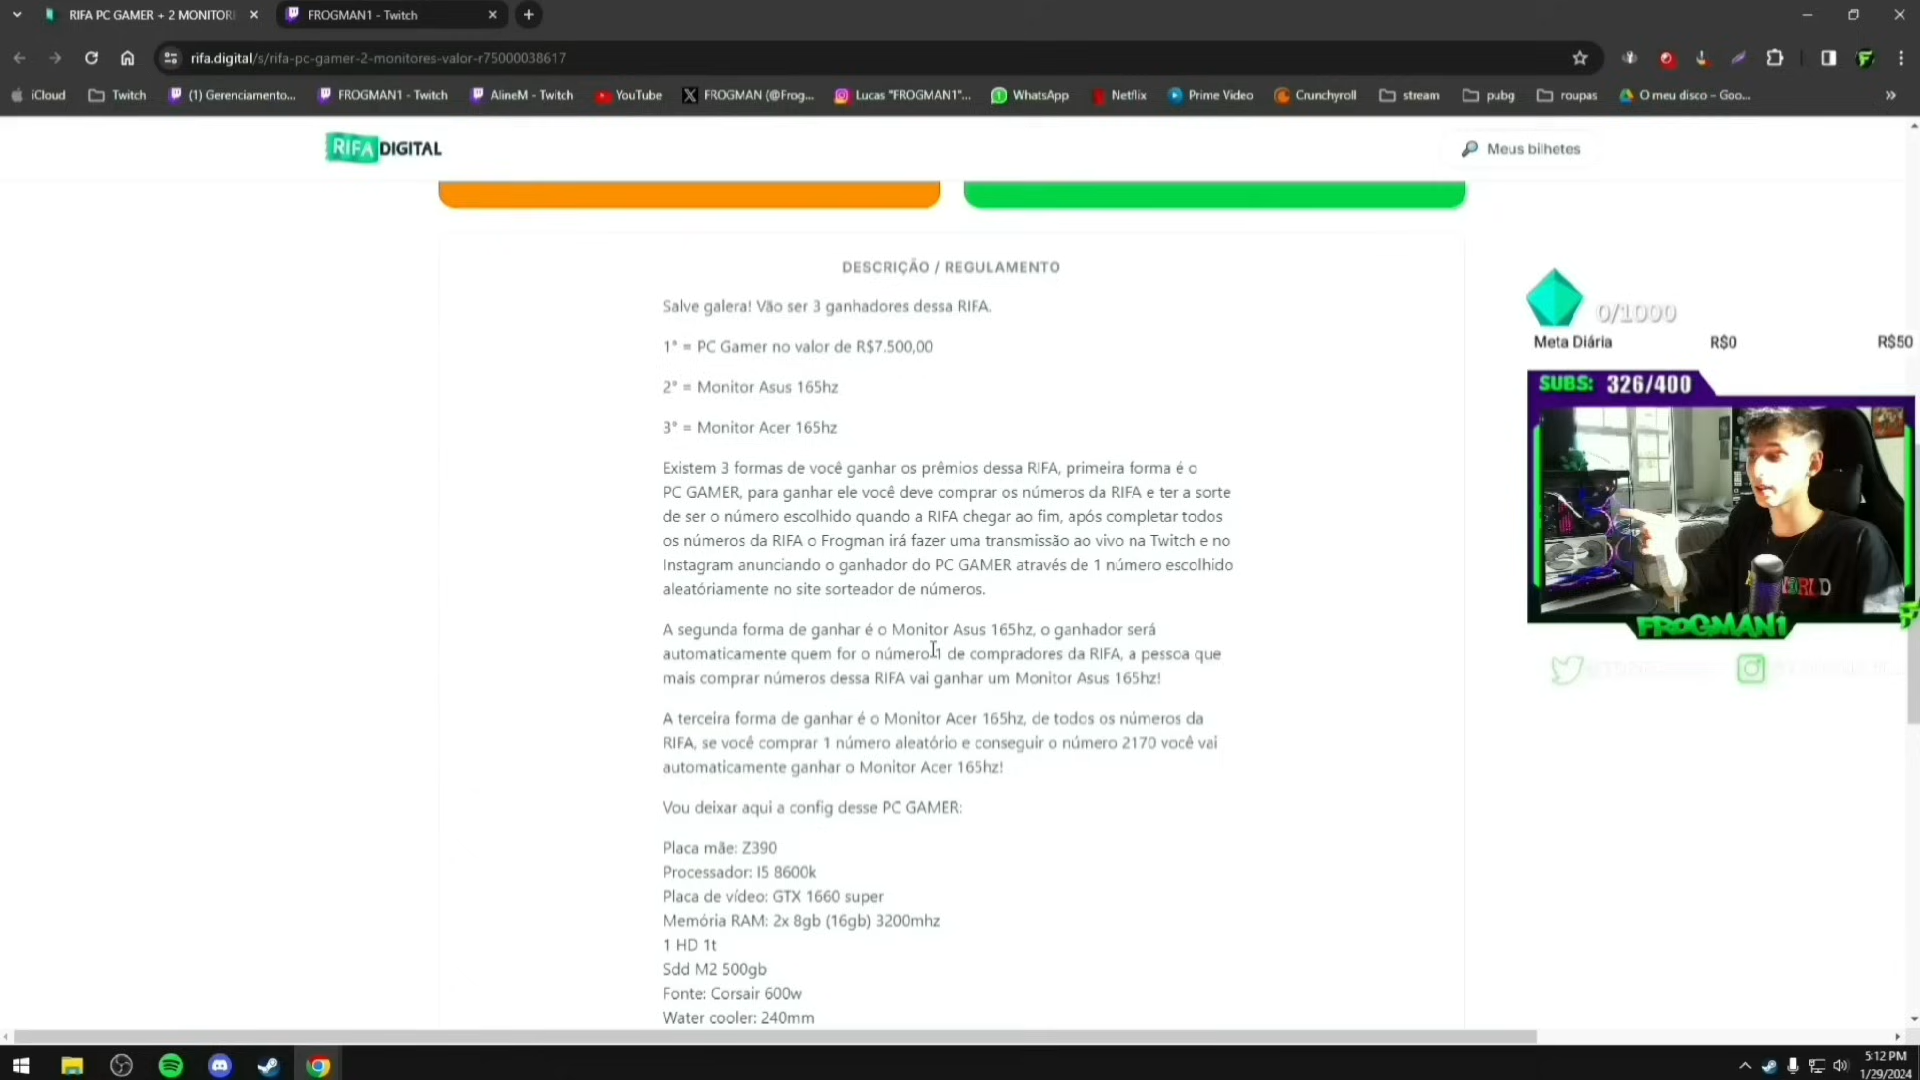 RIFA PC GAMER + 2 MONITOR
FROGMAN1 - Twitch
rifa.digital/s/rifa-pc-gamer-2-monitores-valor-r75000038617
iCloud
Twitch
(1) Gerenciamento...
FROGMAN1 - Twitch
AlineM - Twitch
YouTube
FROGMAN (@Frog...
Lucas "FROGMAN1"...
WhatsApp
Netflix
Prime Video
Crunchyroll
stream
pubg
roupas
O meu disco – Goo...
»
RIFA DIGITAL
Meus bilhetes
DESCRIÇÃO / REGULAMENTO
Salve galera! Vão ser 3 ganhadores dessa RIFA.
1° = PC Gamer no valor de R$7.500,00
2° = Monitor Asus 165hz
3° = Monitor Acer 165hz
Existem 3 formas de você ganhar os prêmios dessa RIFA, primeira forma é o
PC GAMER, para ganhar ele você deve comprar os números da RIFA e ter a sorte
de ser o número escolhido quando a RIFA chegar ao fim, após completar todos
os números da RIFA o Frogman irá fazer uma transmissão ao vivo na Twitch e no
Instagram anunciando o ganhador do PC GAMER através de 1 número escolhido
aleatóriamente no site sorteador de números.
A segunda forma de ganhar é o Monitor Asus 165hz, o ganhador será
automaticamente quem for o número 1 de compradores da RIFA, a pessoa que
mais comprar números dessa RIFA vai ganhar um Monitor Asus 165hz!
A terceira forma de ganhar é o Monitor Acer 165hz, de todos os números da
RIFA, se você comprar 1 número aleatório e conseguir o número 2170 você vai
automaticamente ganhar o Monitor Acer 165hz!
Vou deixar aqui a config desse PC GAMER:
Placa mãe: Z390
Processador: I5 8600k
Placa de vídeo: GTX 1660 super
Memória RAM: 2x 8gb (16gb) 3200mhz
1 HD 1t
Sdd M2 500gb
Fonte: Corsair 600w
Water cooler: 240mm
0/1000
Meta Diária R$0 R$50
SUBS: 326/400
FROGMAN1
5:12 PM
1/29/2024